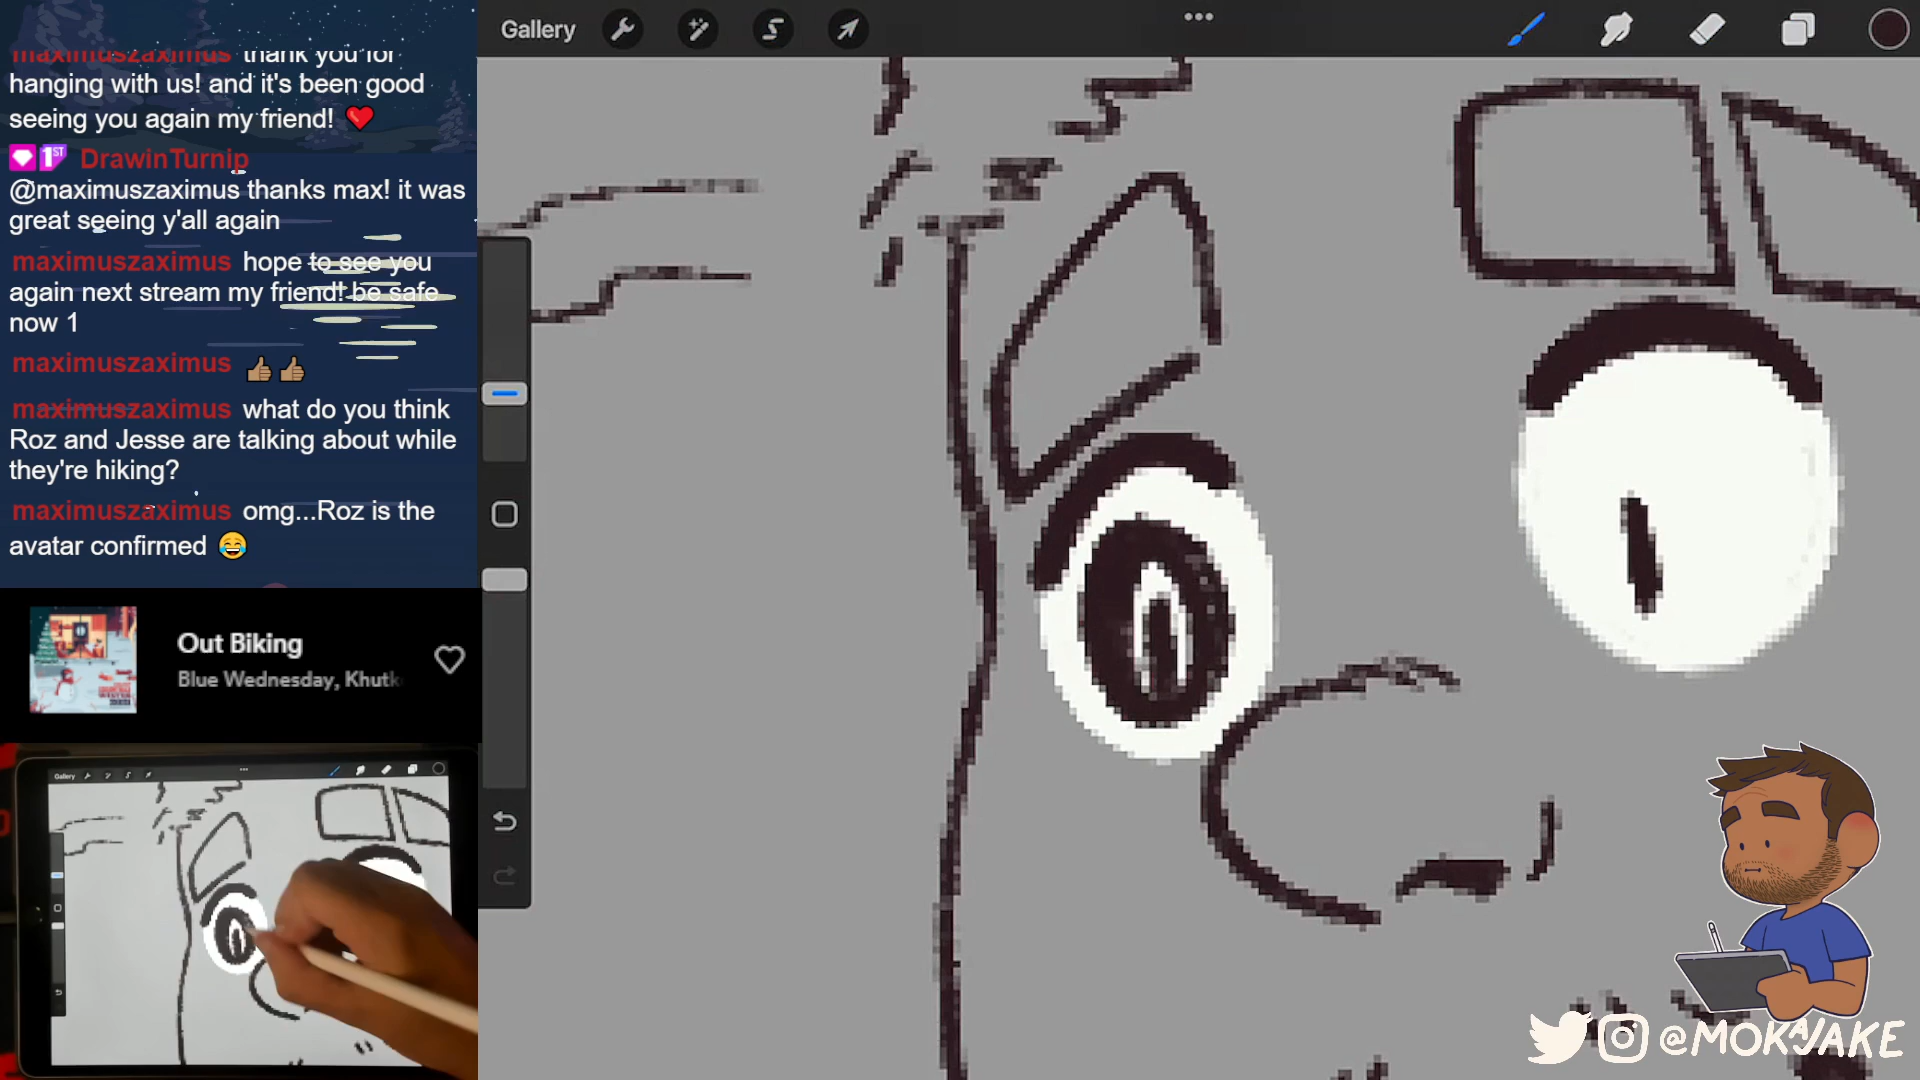 maximuszaximus thank you for
hanging with us! and it's been good
seeing you again my friend! ❤️
1ST DrawinTurnip
@maximuszaximus thanks max! it was
great seeing y'all again
maximuszaximus hope to see you
again next stream my friend! be safe
now 1
maximuszaximus 👍🏽👍🏽
maximuszaximus what do you think
Roz and Jesse are talking about while
they're hiking?
maximuszaximus omg...Roz is the
avatar confirmed 😂
Out Biking
Blue Wednesday, Khutk
Gallery
Gallery
@MOKAJAKE